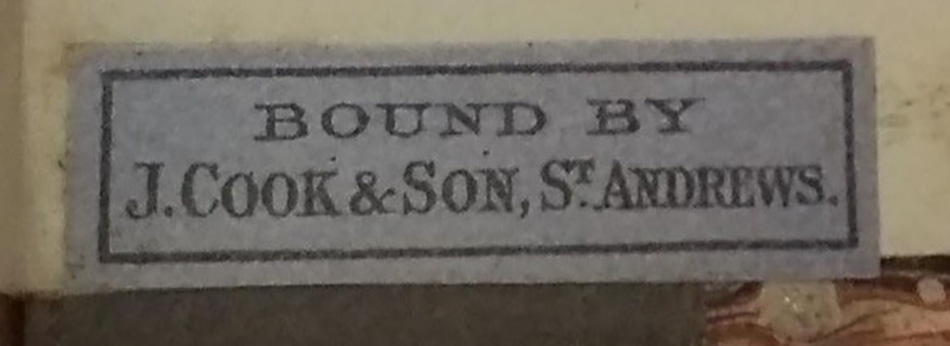 BOUND BY
J. COOK & SON, ST. ANDREWS.